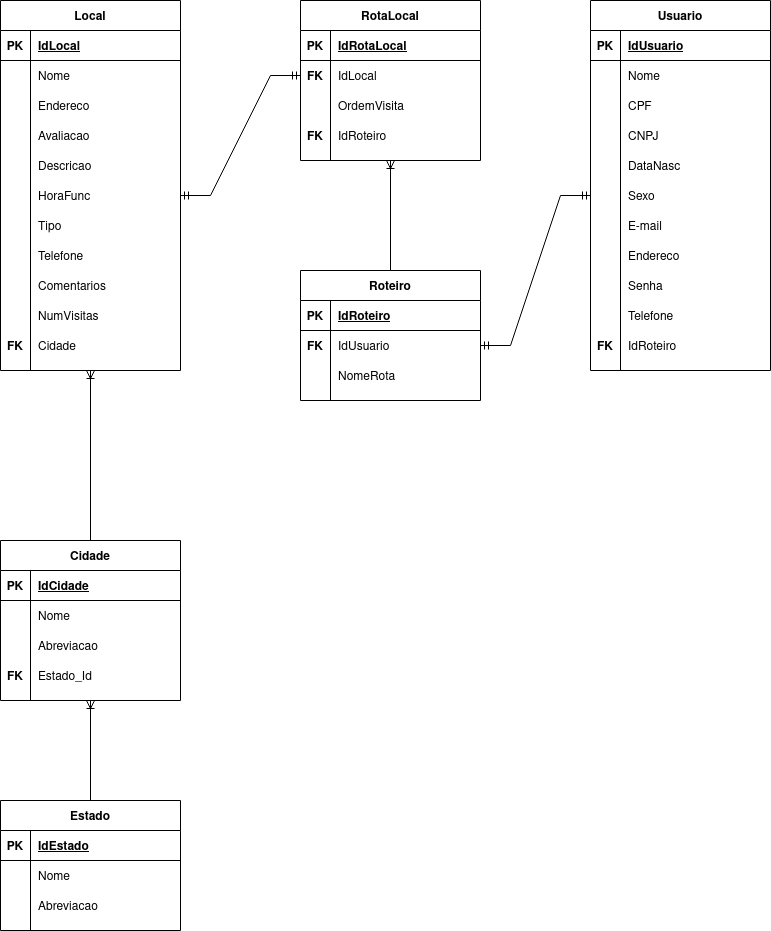 Local
PK IdLocal
Nome
Endereco
Avaliacao
Descricao
HoraFunc
Tipo
Telefone
Comentarios
NumVisitas
FK Cidade
RotaLocal
PK IdRotaLocal
FK IdLocal
OrdemVisita
FK IdRoteiro
Usuario
PK IdUsuario
Nome
CPF
CNPJ
DataNasc
Sexo
E-mail
Endereco
Senha
Telefone
FK IdRoteiro
Roteiro
PK IdRoteiro
FK IdUsuario
NomeRota
Cidade
PK IdCidade
Nome
Abreviacao
FK Estado_Id
Estado
PK IdEstado
Nome
Abreviacao